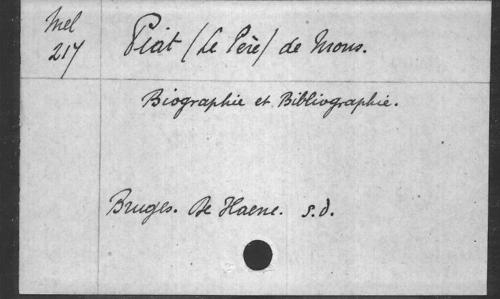 Mel
217
Piat (Le Père) de Mons.
Biographie et Bibliographie.
Bruges. De Haene. s.d.